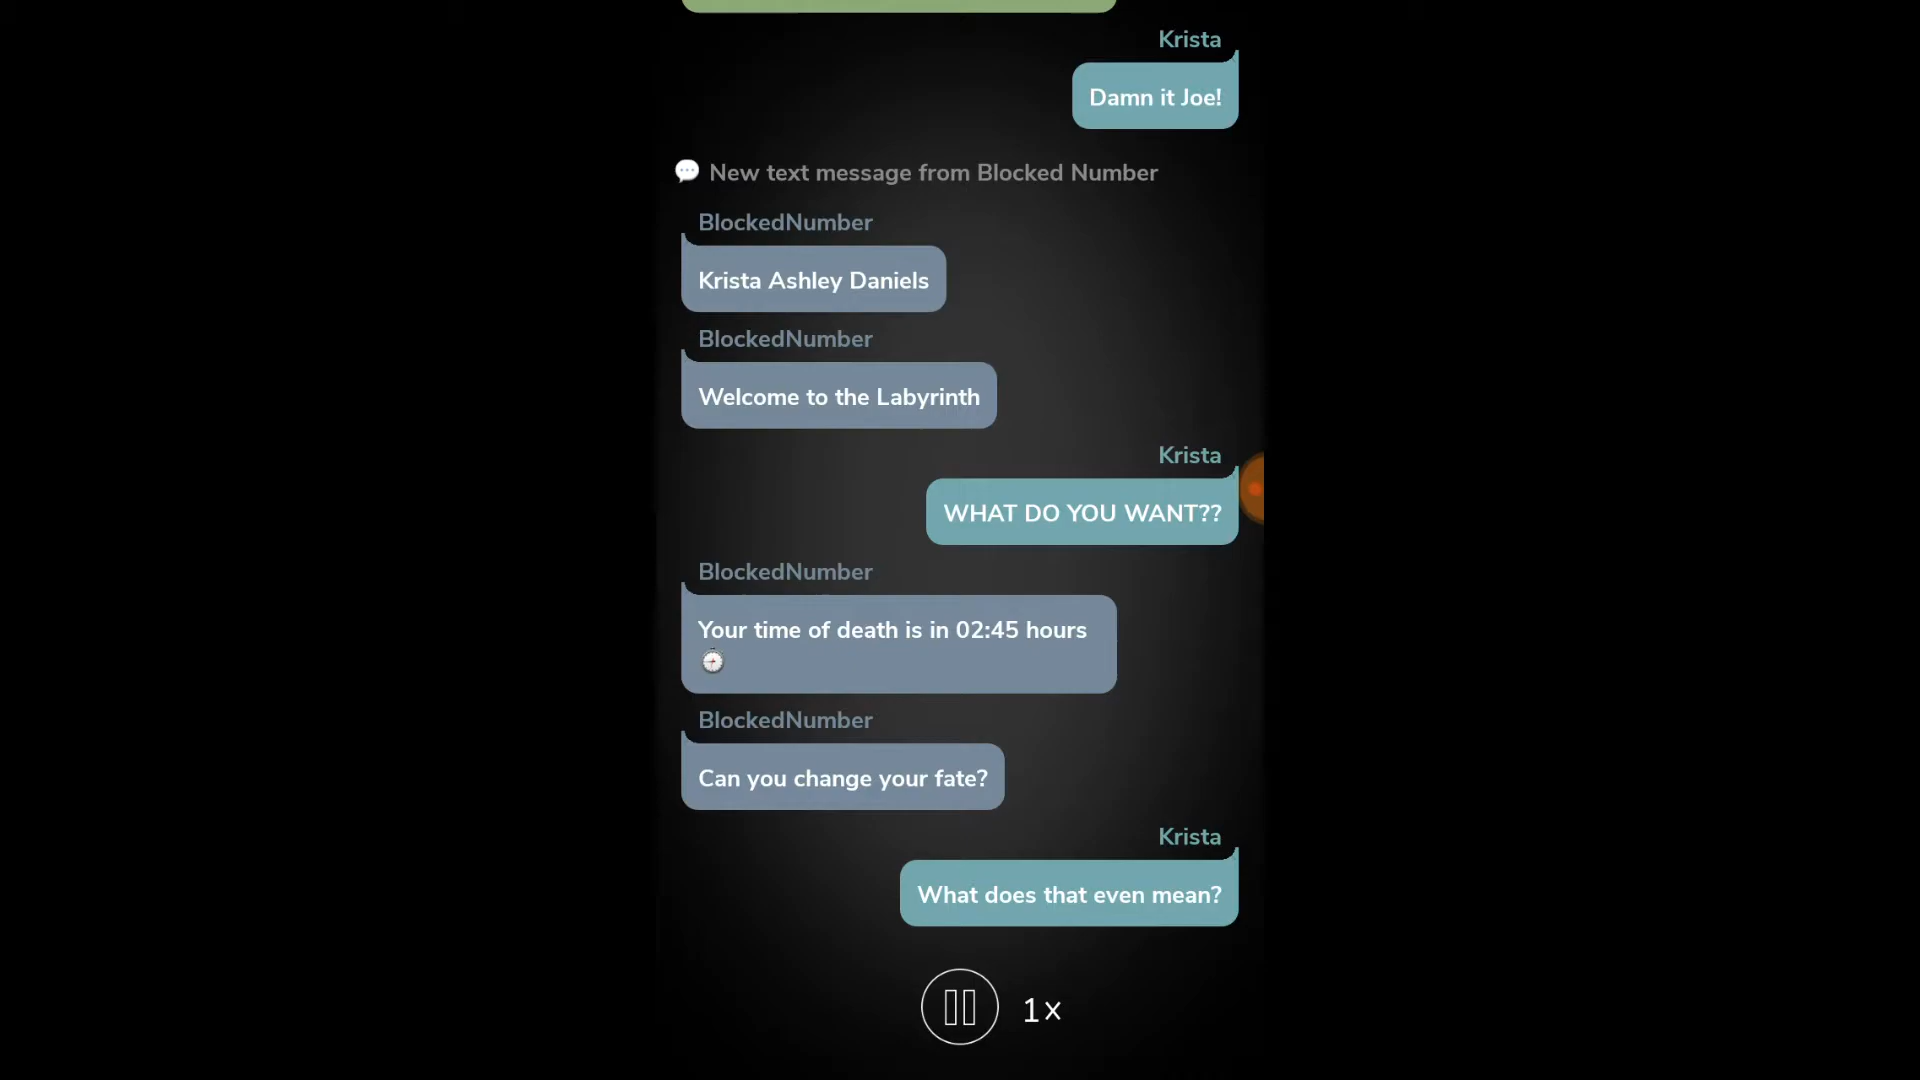 Krista
Damn it Joe!
New text message from Blocked Number
BlockedNumber
Krista Ashley Daniels
BlockedNumber
Welcome to the Labyrinth
Krista
WHAT DO YOU WANT??
BlockedNumber
Your time of death is in 02:45 hours
BlockedNumber
Can you change your fate?
Krista
What does that even mean?
1x